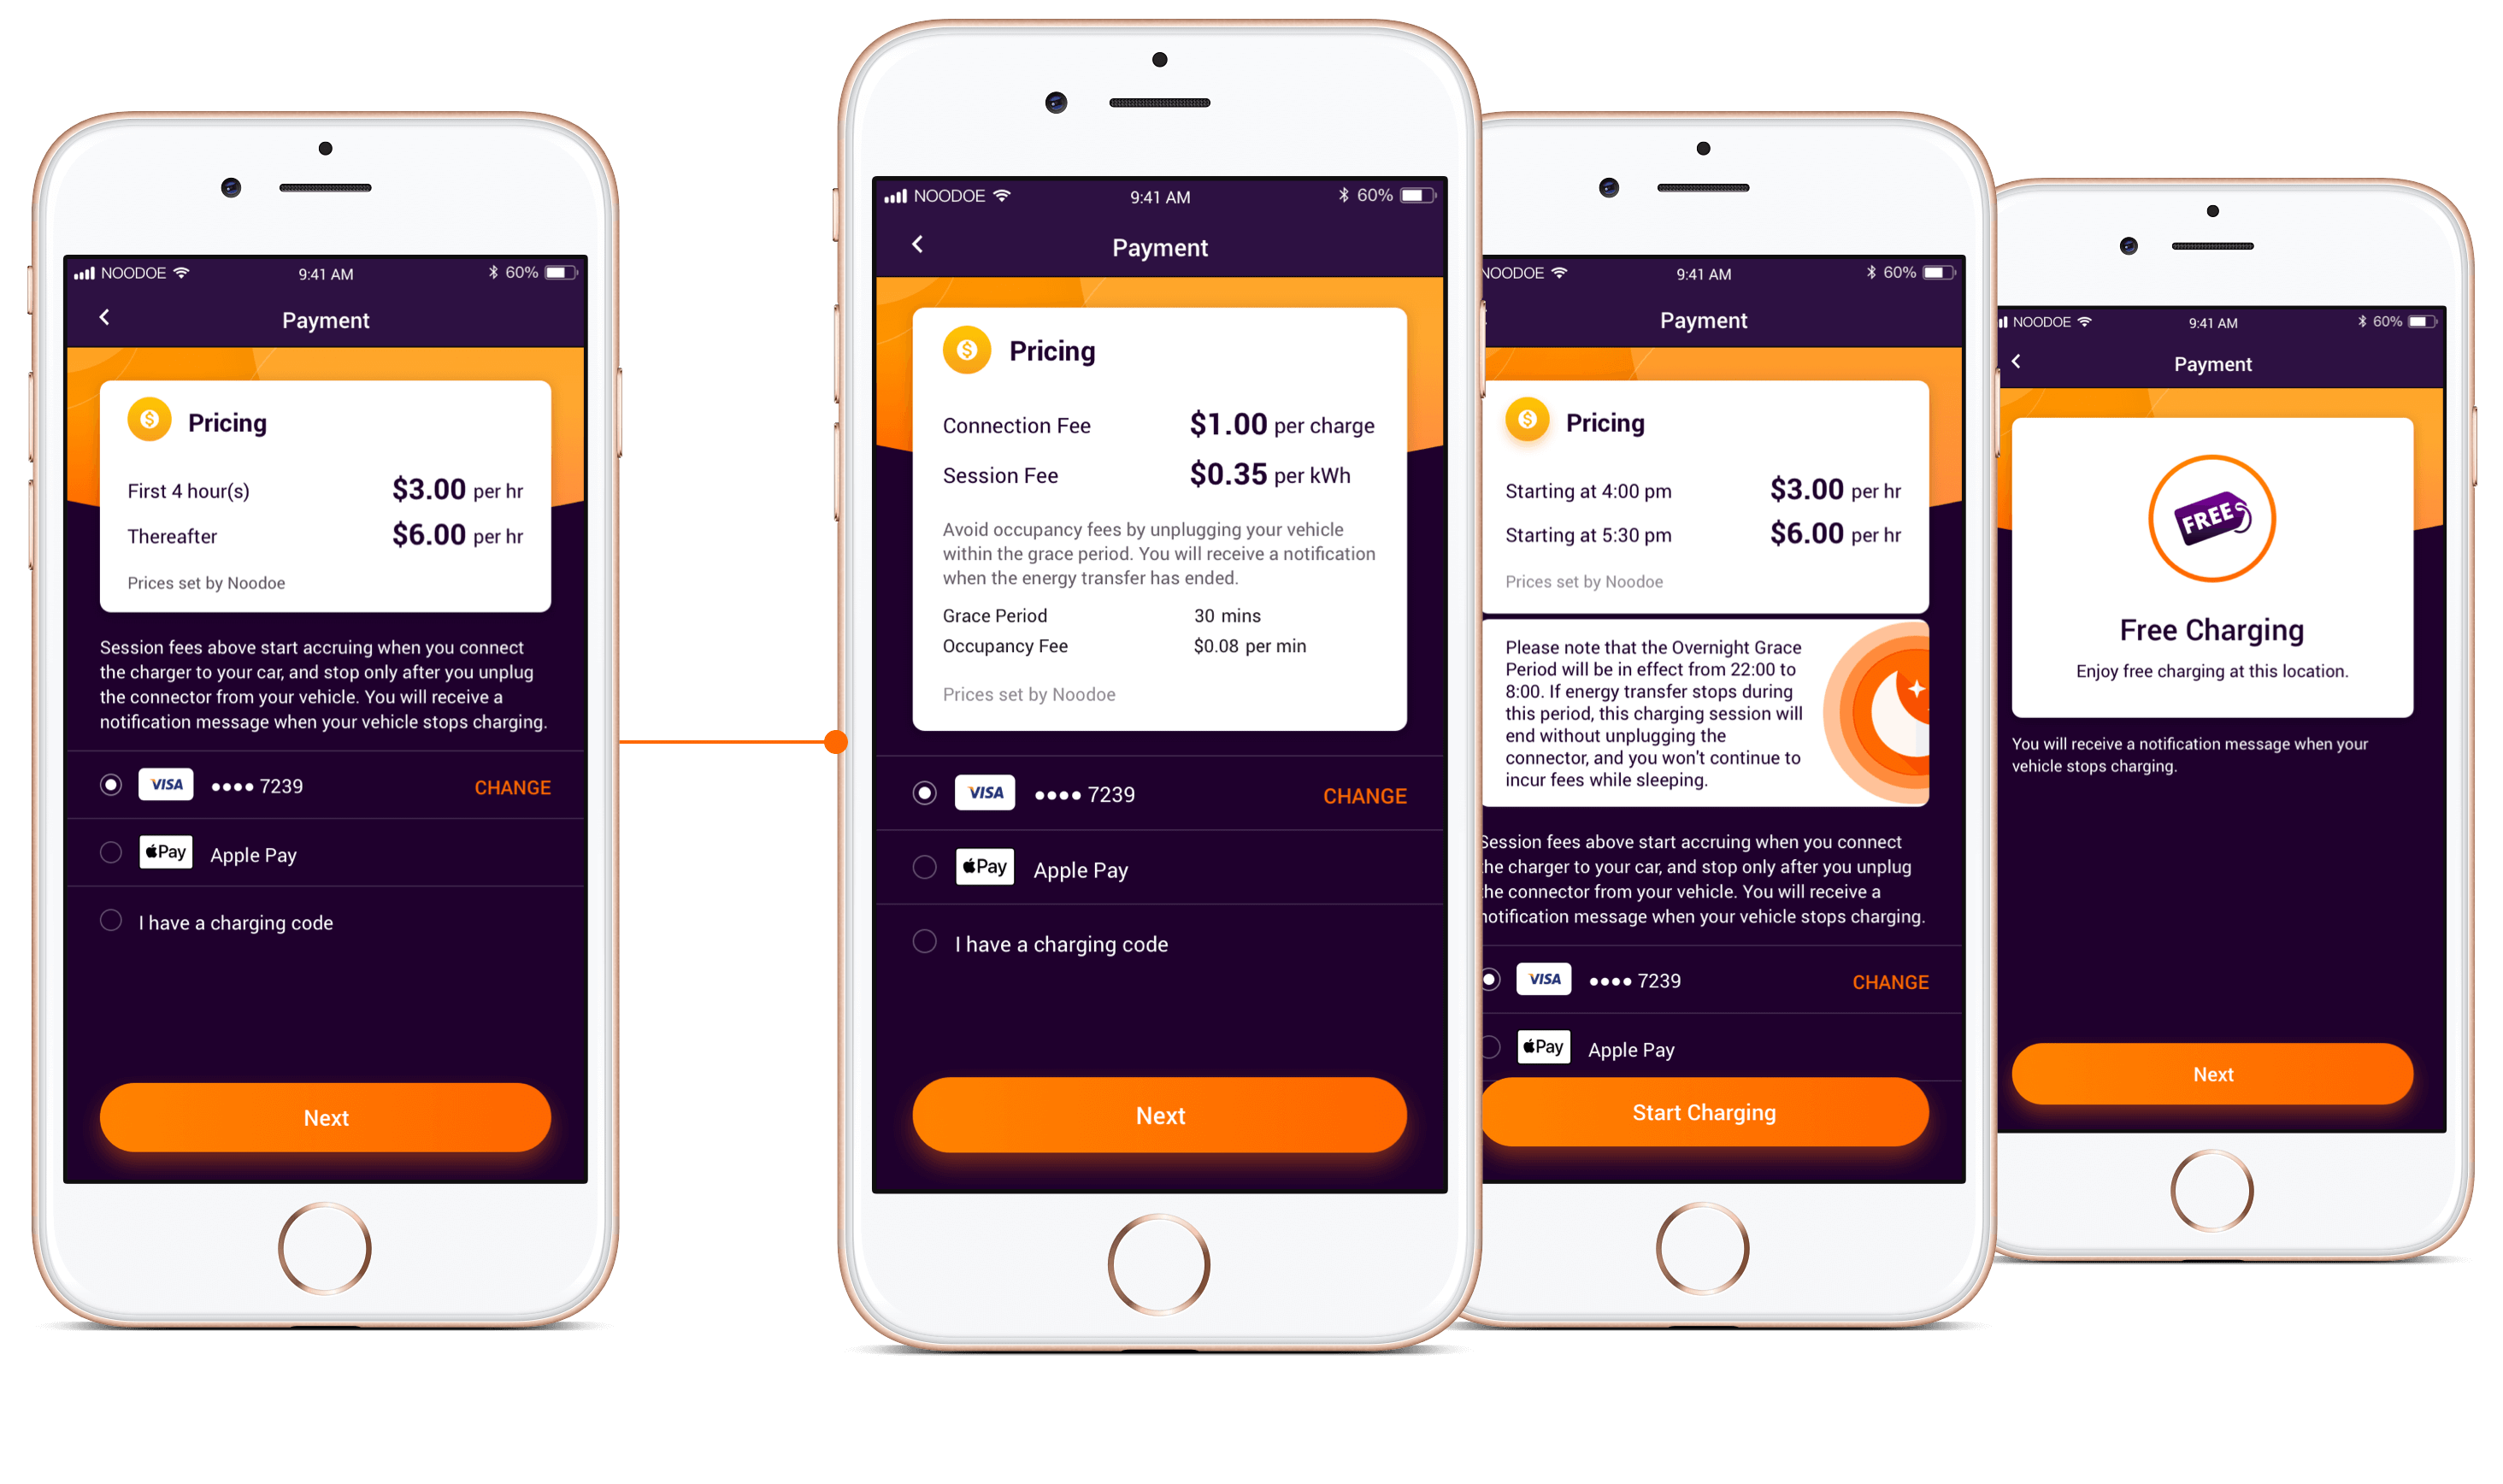 NOODOE
9:41 AM
60%
Payment
Pricing
First 4 hour(s) $3.00 per hr
Thereafter $6.00 per hr
Prices set by Noodoe
Session fees above start accruing when you connect
the charger to your car, and stop only after you unplug
the connector from your vehicle. You will receive a
notification message when your vehicle stops charging.
VISA •••• 7239 CHANGE
Pay Apple Pay
I have a charging code
Next
NOODOE
9:41 AM
60%
Payment
Pricing
Connection Fee $1.00 per charge
Session Fee $0.35 per kWh
Avoid occupancy fees by unplugging your vehicle
within the grace period. You will receive a notification
when the energy transfer has ended.
Grace Period 30 mins
Occupancy Fee $0.08 per min
Prices set by Noodoe
VISA •••• 7239 CHANGE
Pay Apple Pay
I have a charging code
Next
NOODOE
9:41 AM
60%
Payment
Pricing
Starting at 4:00 pm $3.00 per hr
Starting at 5:30 pm $6.00 per hr
Prices set by Noodoe
Please note that the Overnight Grace
Period will be in effect from 22:00 to
8:00. If energy transfer stops during
this period, this charging session will
end without unplugging the
connector, and you won't continue to
incur fees while sleeping.
Session fees above start accruing when you connect
the charger to your car, and stop only after you unplug
the connector from your vehicle. You will receive a
notification message when your vehicle stops charging.
VISA •••• 7239 CHANGE
Pay Apple Pay
Start Charging
NOODOE
9:41 AM
60%
Payment
FREE
Free Charging
Enjoy free charging at this location.
You will receive a notification message when your
vehicle stops charging.
Next